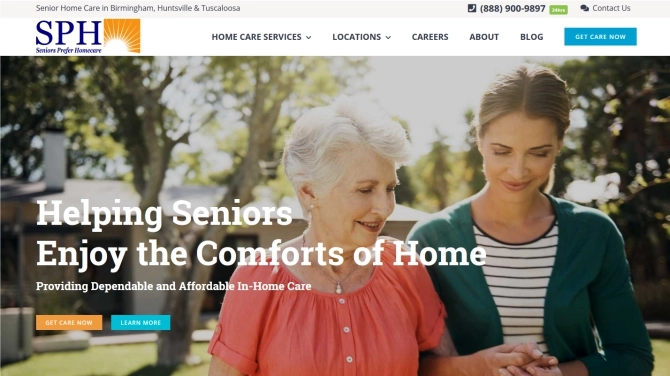 Senior Home Care in Birmingham, Huntsville & Tuscaloosa
(888) 900-9897 24hrs Contact Us
SPH
Seniors Prefer Homecare
HOME CARE SERVICES LOCATIONS CAREERS ABOUT BLOG GET CARE NOW
Helping Seniors
Enjoy the Comforts of Home
Providing Dependable and Affordable In-Home Care
GET CARE NOW LEARN MORE